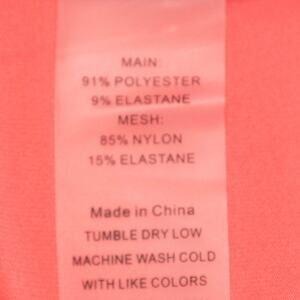 MAIN:
91% POLYESTER
9% ELASTANE
MESH:
85% NYLON
15% ELASTANE
Made in China
TUMBLE DRY LOW
MACHINE WASH COLD
WITH LIKE COLORS